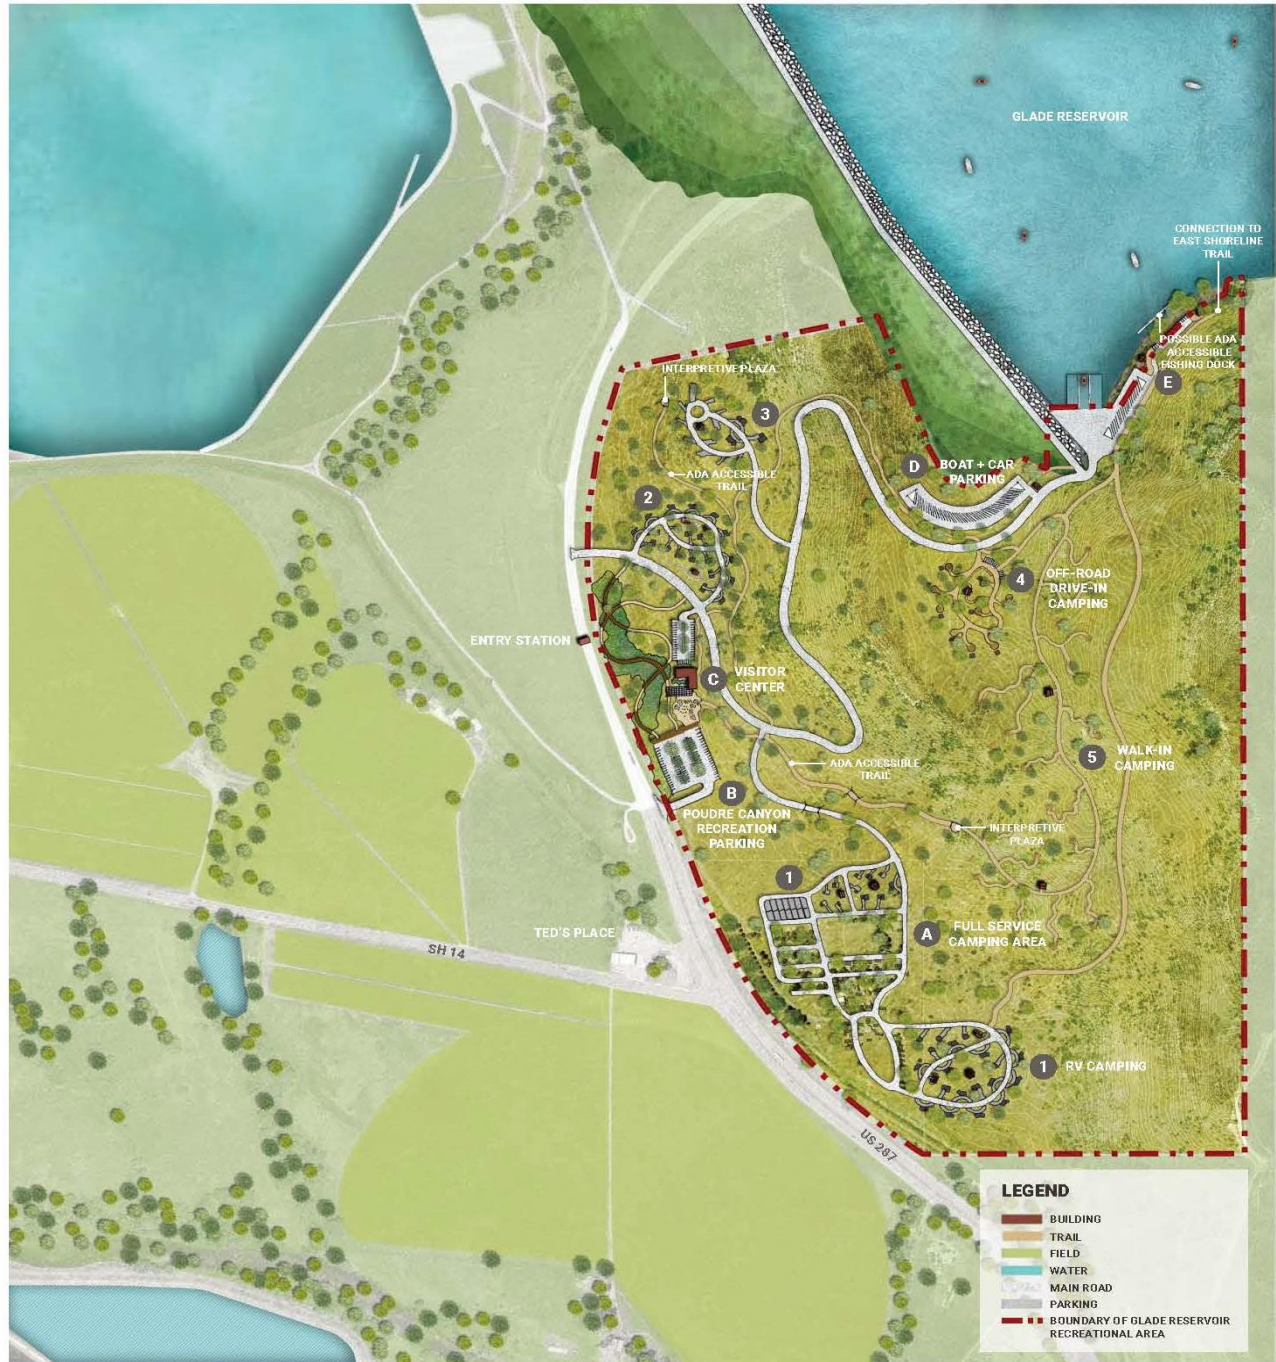 GLADE RESERVOIR
CONNECTION TO
EAST SHORELINE
TRAIL
POSSIBLE ADA
ACCESSIBLE
FISHING DOCK
E
INTERPRETIVE PLAZA
3
D
BOAT + CAR
PARKING
ADA ACCESSIBLE
TRAIL
2
4
OFF-ROAD
DRIVE-IN
CAMPING
ENTRY STATION
C
VISITOR
CENTER
5
WALK-IN
CAMPING
ADA ACCESSIBLE
TRAIL
B
POUDRE CANYON
RECREATION
PARKING
INTERPRETIVE
PLAZA
1
TED'S PLACE
A
FULL SERVICE
CAMPING AREA
SH 14
1
RV CAMPING
US 287
LEGEND
BUILDING
TRAIL
FIELD
WATER
MAIN ROAD
PARKING
BOUNDARY OF GLADE RESERVOIR
RECREATIONAL AREA